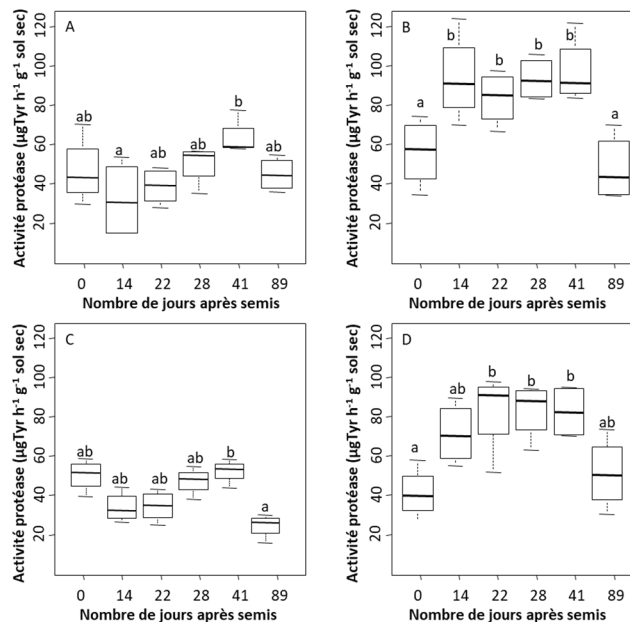 A
Activité protéase (µgTyr h⁻¹ g⁻¹ sol sec)
120
100
80
60
40
20
ab
a
ab
ab
b
ab
0 14 22 28 41 89
Nombre de jours après semis
B
Activité protéase (µgTyr h⁻¹ g⁻¹ sol sec)
120
100
80
60
40
20
a
b
b
b
b
a
0 14 22 28 41 89
Nombre de jours après semis
C
Activité protéase (µgTyr h⁻¹ g⁻¹ sol sec)
120
100
80
60
40
20
ab
ab
ab
ab
b
a
0 14 22 28 41 89
Nombre de jours après semis
D
Activité protéase (µgTyr h⁻¹ g⁻¹ sol sec)
120
100
80
60
40
20
a
ab
b
b
b
ab
0 14 22 28 41 89
Nombre de jours après semis